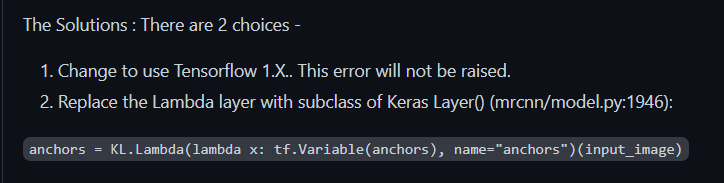 The Solutions : There are 2 choices -
1. Change to use Tensorflow 1.X.. This error will not be raised.
2. Replace the Lambda layer with subclass of Keras Layer() (mrcnn/model.py:1946):
anchors = KL.Lambda(lambda x: tf.Variable(anchors), name="anchors")(input_image)